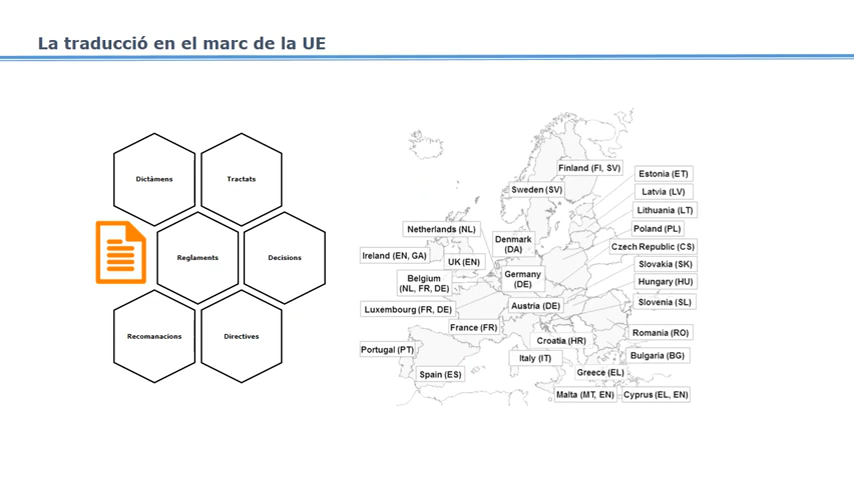 La traducció en el marc de la UE
Dictàmens
Tractats
Reglaments
Decisions
Recomanacions
Directives
Finland (FI, SV)
Sweden (SV)
Estonia (ET)
Latvia (LV)
Lithuania (LT)
Poland (PL)
Czech Republic (CS)
Slovakia (SK)
Hungary (HU)
Slovenia (SL)
Romania (RO)
Bulgaria (BG)
Greece (EL)
Cyprus (EL, EN)
Malta (MT, EN)
Netherlands (NL)
Denmark
(DA)
Ireland (EN, GA)
UK (EN)
Belgium
(NL, FR, DE)
Germany
(DE)
Luxembourg (FR, DE)
Austria (DE)
France (FR)
Croatia (HR)
Portugal (PT)
Italy (IT)
Spain (ES)